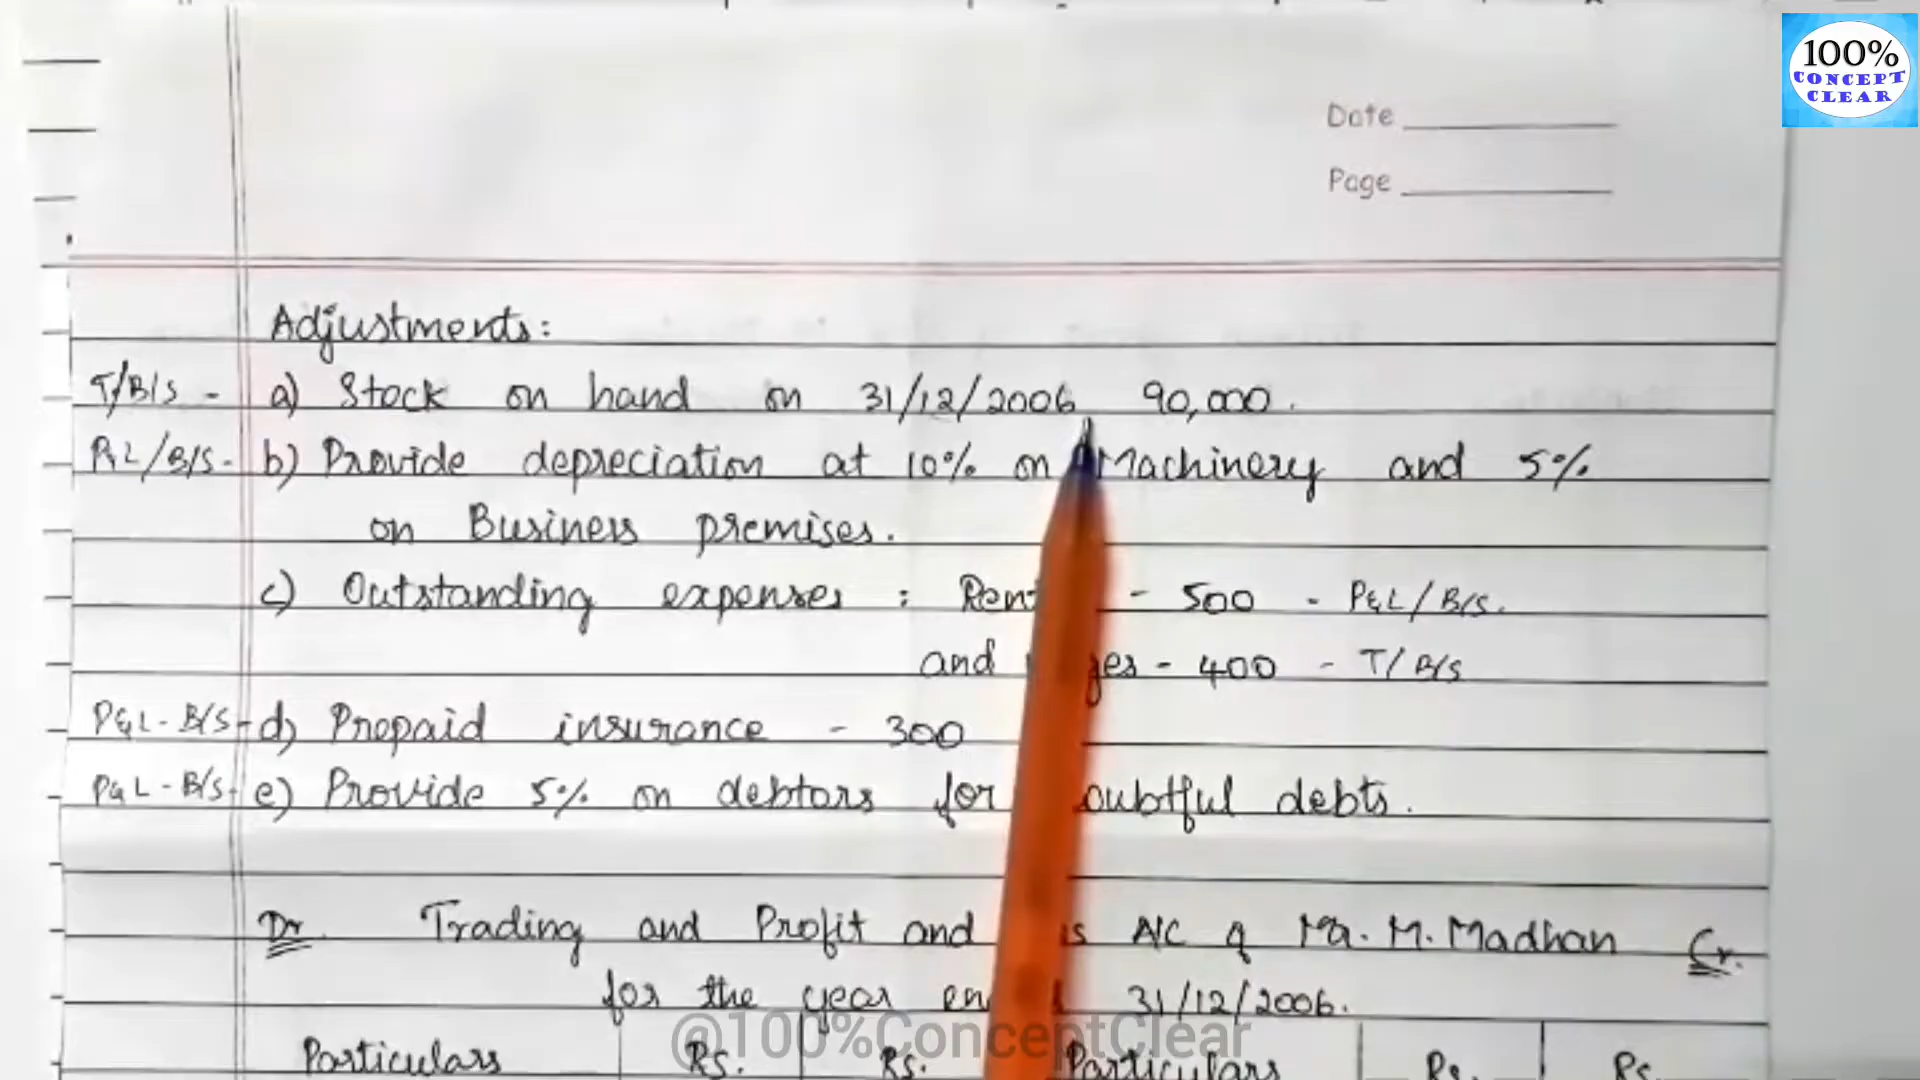 100%
CONCEPT
CLEAR
Date
Page
Adjustments:
T/B/S - a) Stock on hand on 31/12/2006 90,000.
P&L/B/S - b) Provide depreciation at 10% on Machinery and 5%
on Business premises.
c) Outstanding expenses : Rent - 500 - P&L/B/S.
and - 400 - T/B/S
P&L - B/S - d) Prepaid insurance - 300
P&L - B/S - e) Provide 5% on debtors for doubtful debts.
Dr. Trading and Profit and A/C of Mr. M. Madhan Cr.
for the year 31/12/2006.
@100%ConceptClear
Particulars Rs. Rs. Particulars Rs. Rs.